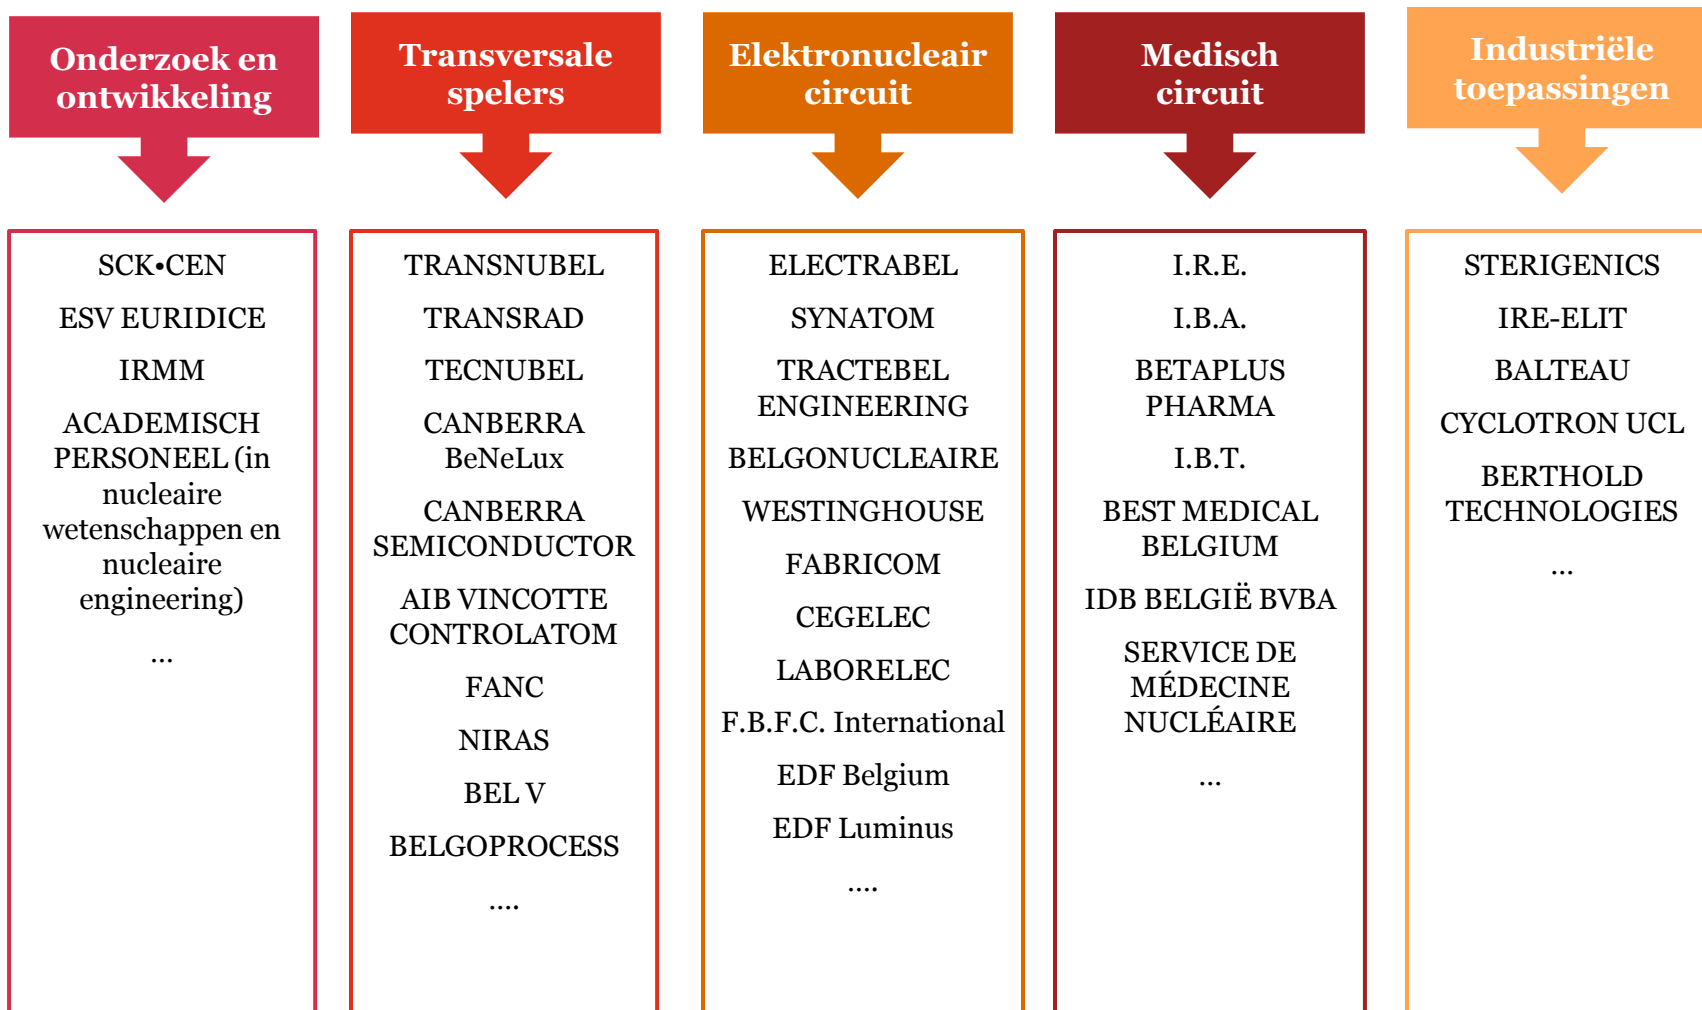 Onderzoek en
ontwikkeling
SCK•CEN
ESV EURIDICE
IRMM
ACADEMISCH
PERSONEEL (in
nucleaire
wetenschappen en
nucleaire
engineering)
...
Transversale
spelers
TRANSNUBEL
TRANSRAD
TECNUBEL
CANBERRA
BeNeLux
CANBERRA
SEMICONDUCTOR
AIB VINCOTTE
CONTROLATOM
FANC
NIRAS
BEL V
BELGOPROCESS
....
Elektronucleair
circuit
ELECTRABEL
SYNATOM
TRACTEBEL
ENGINEERING
BELGONUCLEAIRE
WESTINGHOUSE
FABRICOM
CEGELEC
LABORELEC
F.B.F.C. International
EDF Belgium
EDF Luminus
....
Medisch
circuit
I.R.E.
I.B.A.
BETAPLUS
PHARMA
I.B.T.
BEST MEDICAL
BELGIUM
IDB BELGIË BVBA
SERVICE DE
MÉDECINE
NUCLÉAIRE
...
Industriële
toepassingen
STERIGENICS
IRE-ELIT
BALTEAU
CYCLOTRON UCL
BERTHOLD
TECHNOLOGIES
...